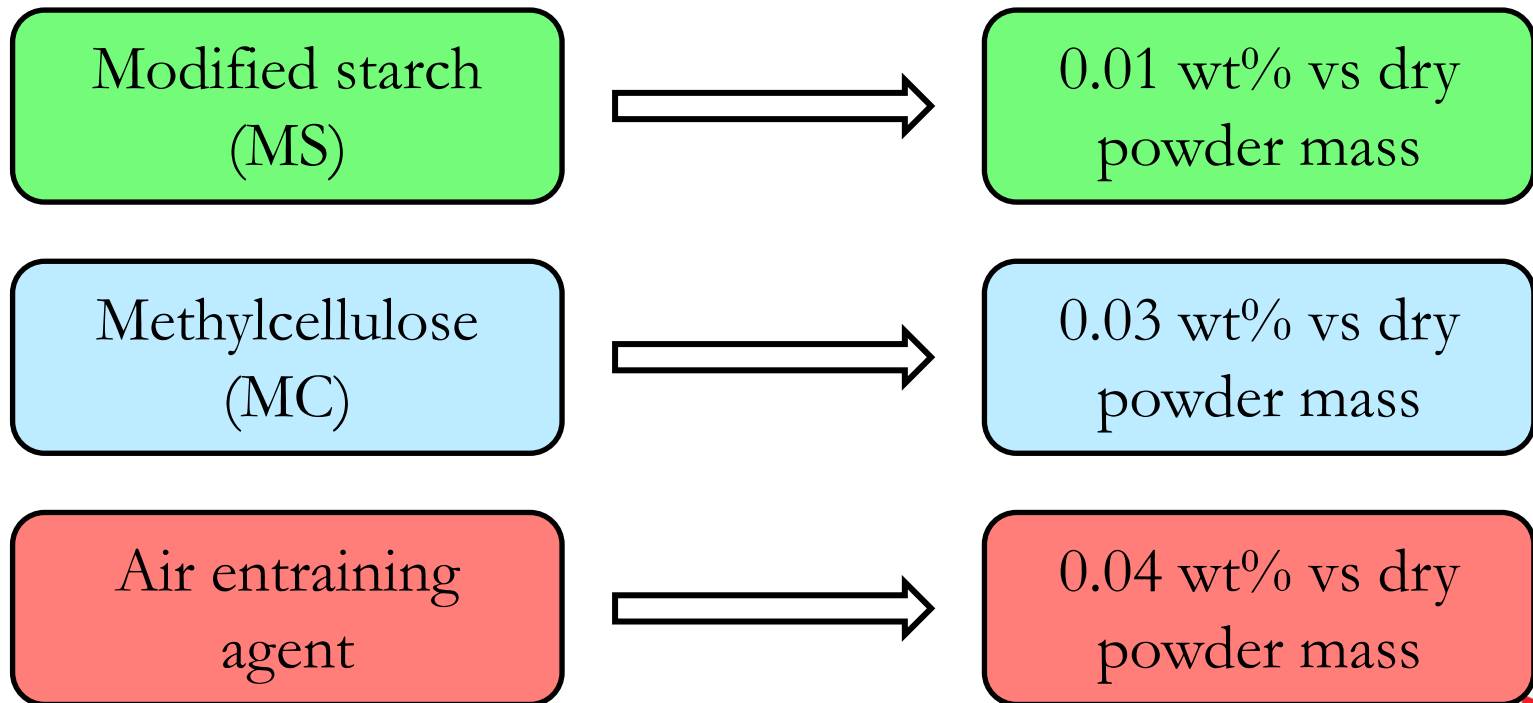 Modified starch
(MS)
0.01 wt% vs dry
powder mass
Methylcellulose
(MC)
0.03 wt% vs dry
powder mass
Air entraining
agent
0.04 wt% vs dry
powder mass